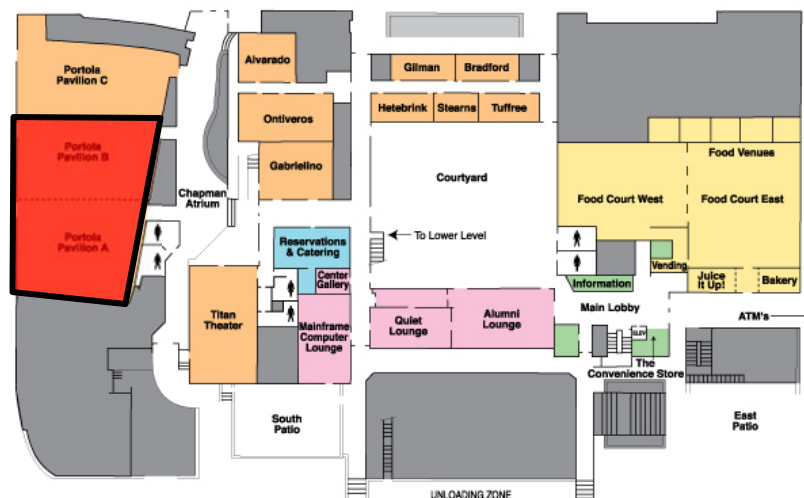 Portola
Pavilion C
Portola
Pavilion B
Portola
Pavilion A
Chapman
Atrium
Alvarado
Ontiveros
Gabrielino
Gilman
Bradford
Hetebrink
Stearns
Tuffree
Courtyard
To Lower Level
Food Venues
Food Court West
Food Court East
Reservations
& Catering
Center
Gallery
Titan
Theater
Mainframe
Computer
Lounge
Quiet
Lounge
Alumni
Lounge
Information
Vending
Juice
It Up!
Bakery
Main Lobby
ATM's
ELEV
The
Convenience Store
South
Patio
East
Patio
UNLOADING ZONE